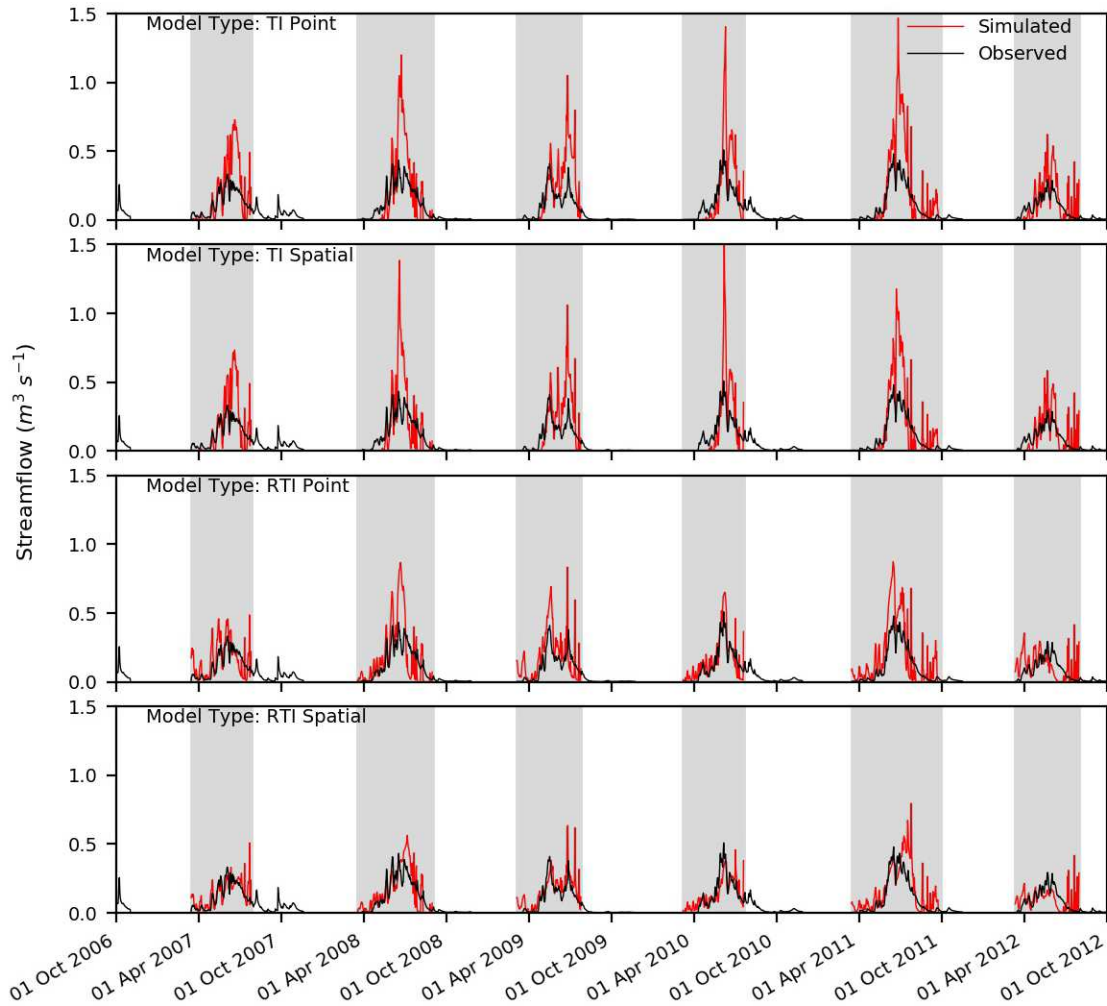 Model Type: TI Point
Simulated
Observed
1.5
1.0
0.5
0.0
Model Type: TI Spatial
1.5
1.0
0.5
0.0
Model Type: RTI Point
1.5
1.0
0.5
0.0
Model Type: RTI Spatial
1.5
1.0
0.5
0.0
Streamflow (m³ s⁻¹)
01 Oct 2006
01 Apr 2007
01 Oct 2007
01 Apr 2008
01 Oct 2008
01 Apr 2009
01 Oct 2009
01 Apr 2010
01 Oct 2010
01 Apr 2011
01 Oct 2011
01 Apr 2012
01 Oct 2012